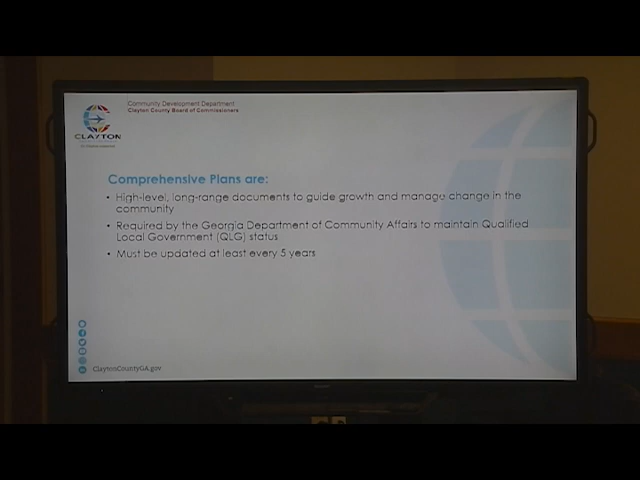 Community Development Department
Clayton County Board of Commissioners
CLAYTON
Comprehensive Plans are:
• High-level, long-range documents to guide growth and manage change in the
community
• Required by the Georgia Department of Community Affairs to maintain Qualified
Local Government (QLG) status
• Must be updated at least every 5 years
ClaytonCountyGA.gov